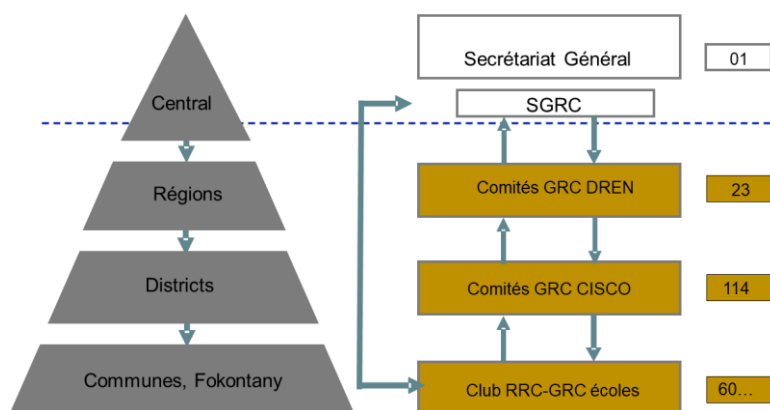 Secrétariat Général
01
Central
SGRC
Régions
Comités GRC DREN
23
Districts
Comités GRC CISCO
114
Communes, Fokontany
Club RRC-GRC écoles
60...